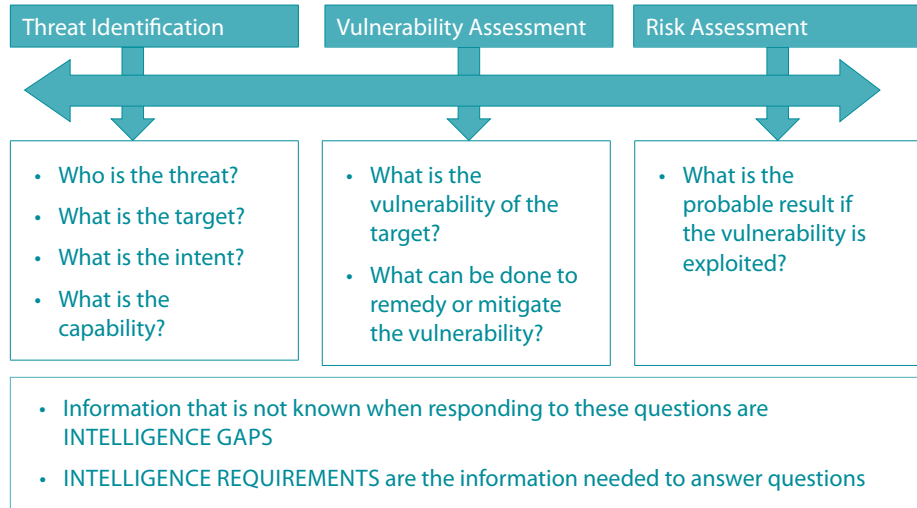 Threat Identification
Vulnerability Assessment
Risk Assessment
• Who is the threat?
• What is the target?
• What is the intent?
• What is the
capability?
• What is the
vulnerability of the
target?
• What can be done to
remedy or mitigate
the vulnerability?
• What is the
probable result if
the vulnerability is
exploited?
• Information that is not known when responding to these questions are
INTELLIGENCE GAPS
• INTELLIGENCE REQUIREMENTS are the information needed to answer questions